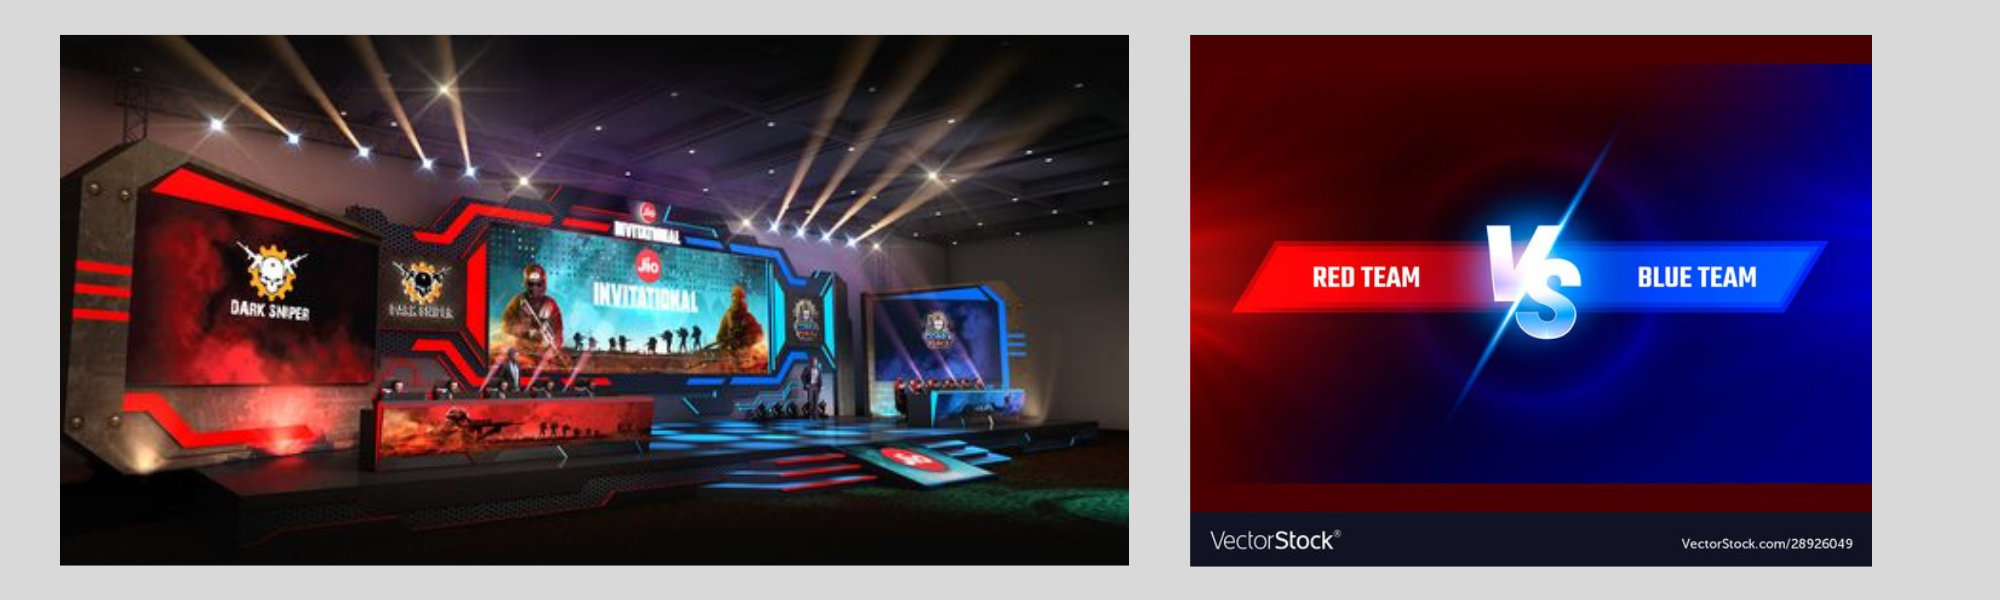 DARK SNIPER
DARK SNIPER
Jio
INVITATIONAL
Jio
INVITATIONAL
Jio
RED TEAM
VS
BLUE TEAM
VectorStock®
VectorStock.com/28926049